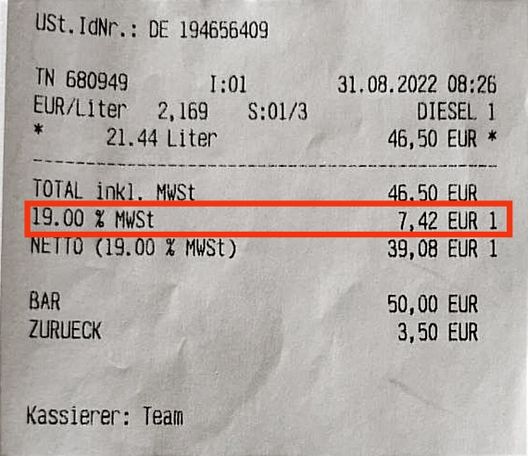 USt.IdNr.: DE 194656409
TN 680949 I:01 31.08.2022 08:26
EUR/Liter 2,169 S:01/3 DIESEL 1
* 21.44 Liter 46,50 EUR *
TOTAL inkl. MWSt 46.50 EUR
19.00 % MWSt 7,42 EUR 1
NETTO (19.00 % MWSt) 39,08 EUR 1
BAR 50,00 EUR
ZURUECK 3,50 EUR
Kassierer: Team